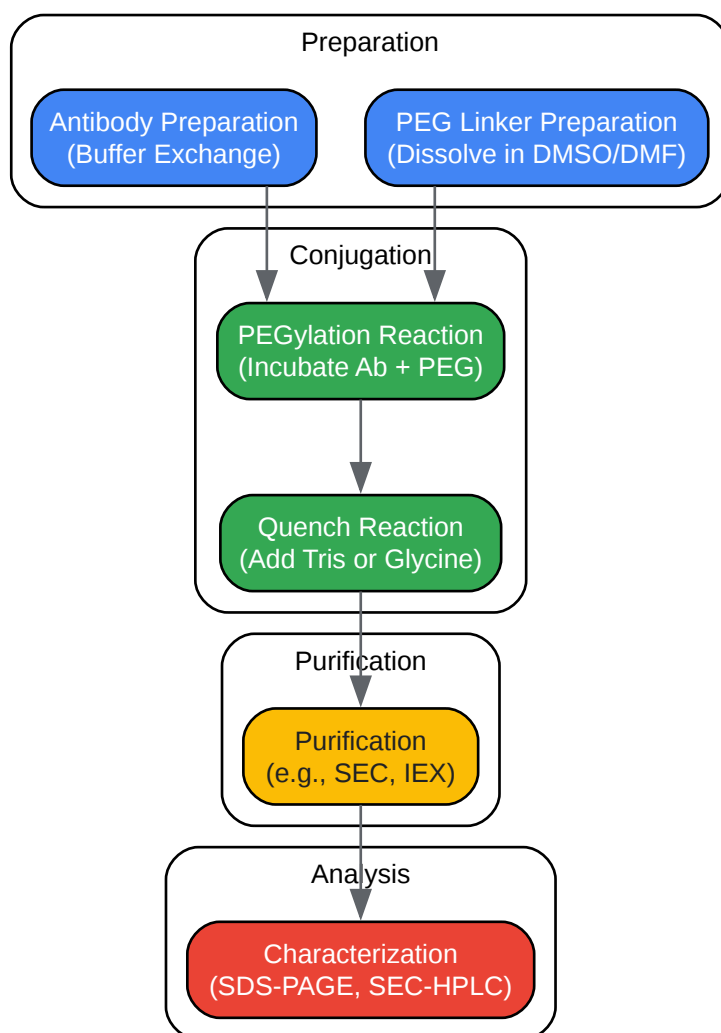 Preparation
Antibody Preparation
(Buffer Exchange)
PEG Linker Preparation
(Dissolve in DMSO/DMF)
Conjugation
PEGylation Reaction
(Incubate Ab + PEG)
Quench Reaction
(Add Tris or Glycine)
Purification
Purification
(e.g., SEC, IEX)
Analysis
Characterization
(SDS-PAGE, SEC-HPLC)